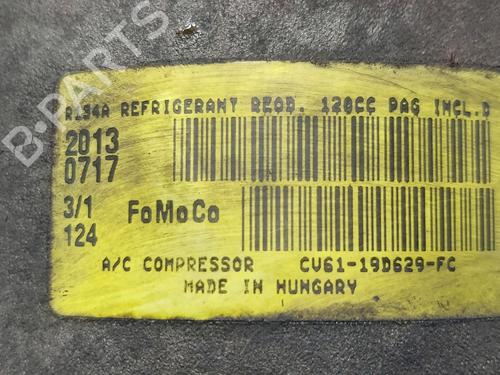 B-PARTS
R134A REFRIGERANT REQD. 120CC PAG INCL.D
2013
0717
3/1 FoMoCo
124
A/C COMPRESSOR CV61-19D629-FC
MADE IN HUNGARY